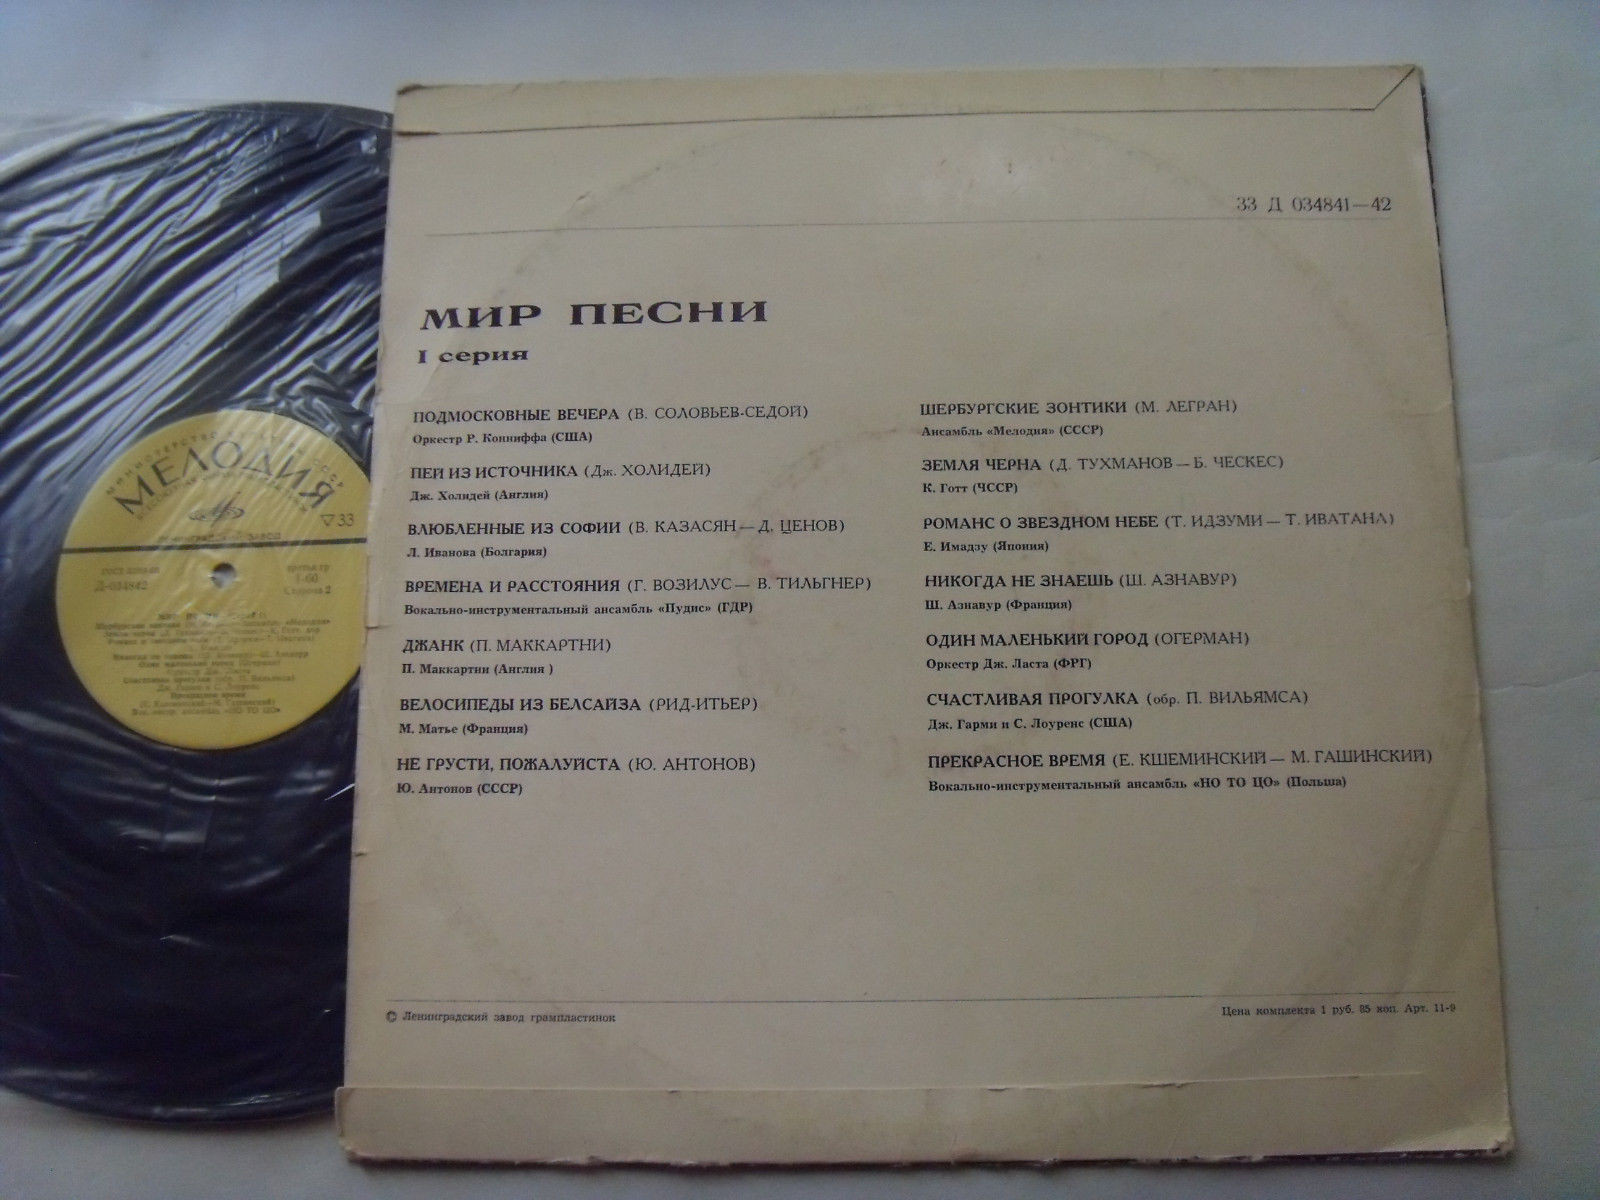 33 Д 034841—42
МИР ПЕСНИ
I серия
ПОДМОСКОВНЫЕ ВЕЧЕРА (В. СОЛОВЬЕВ-СЕДОЙ)
Оркестр Р. Конниффа (США)
ПЕЙ ИЗ ИСТОЧНИКА (Дж. ХОЛИДЕЙ)
Дж. Холидей (Англия)
ВЛЮБЛЕННЫЕ ИЗ СОФИИ (В. КАЗАСЯН — Д. ЦЕНОВ)
Л. Иванова (Болгария)
ВРЕМЕНА И РАССТОЯНИЯ (Г. ВОЗИЛУС — В. ТИЛЬГНЕР)
Вокально-инструментальный ансамбль «Пудис» (ГДР)
ДЖАНК (П. МАККАРТНИ)
П. Маккартни (Англия )
ВЕЛОСИПЕДЫ ИЗ БЕЛСАЙЗА (РИД-ИТЬЕР)
М. Матье (Франция)
НЕ ГРУСТИ, ПОЖАЛУЙСТА (Ю. АНТОНОВ)
Ю. Антонов (СССР)
ШЕРБУРГСКИЕ ЗОНТИКИ (М. ЛЕГРАН)
Ансамбль «Мелодия» (СССР)
ЗЕМЛЯ ЧЕРНА (Д. ТУХМАНОВ — Б. ЧЕСКЕС)
К. Готт (ЧССР)
РОМАНС О ЗВЕЗДНОМ НЕБЕ (Т. ИДЗУМИ — Т. ИВАТАНА)
Е. Имадзу (Япония)
НИКОГДА НЕ ЗНАЕШЬ (Ш. АЗНАВУР)
Ш. Азнавур (Франция)
ОДИН МАЛЕНЬКИЙ ГОРОД (ОГЕРМАН)
Оркестр Дж. Ласта (ФРГ)
СЧАСТЛИВАЯ ПРОГУЛКА (обр. П. ВИЛЬЯМСА)
Дж. Гарми и С. Лоуренс (США)
ПРЕКРАСНОЕ ВРЕМЯ (Е. КШЕМИНСКИЙ — М. ГАШИНСКИЙ)
Вокально-инструментальный ансамбль «НО ТО ЦО» (Польша)
© Ленинградский завод грампластинок
Цена комплекта 1 руб. 85 коп. Арт. 11-9
МЕЛОДИЯ
33
Д-034842
1-60
Сторона 2